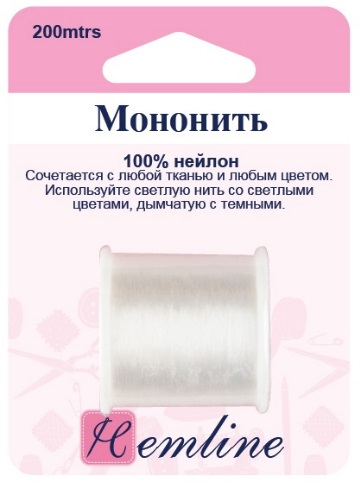 200mtrs
Мононить
100% нейлон
Сочетается с любой тканью и любым цветом.
Используйте светлую нить со светлыми
цветами, дымчатую с темными.
Hemline